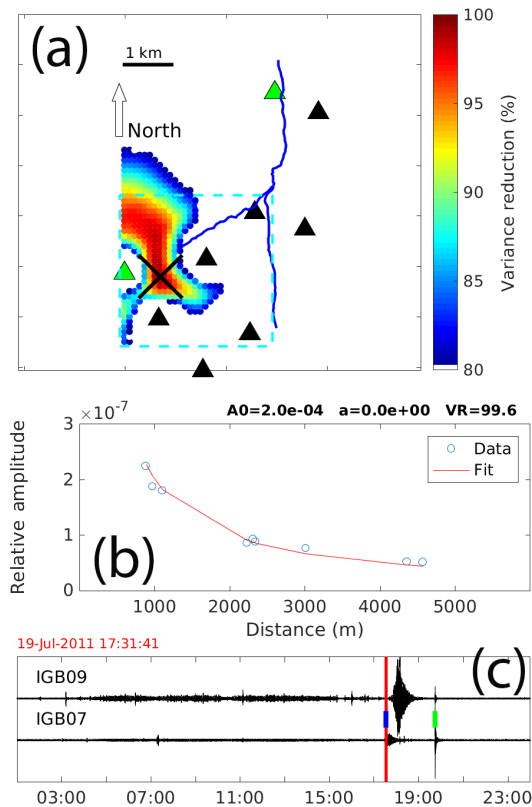 (a)
1 km
North
100
95
90
85
80
Variance reduction (%)
×10-7
A0=2.0e-04 a=0.0e+00 VR=99.6
3
2
1
0
Relative amplitude
Data
Fit
(b)
1000 2000 3000 4000 5000
Distance (m)
19-Jul-2011 17:31:41
(c)
IGB09
IGB07
03:00 07:00 11:00 15:00 19:00 23:00